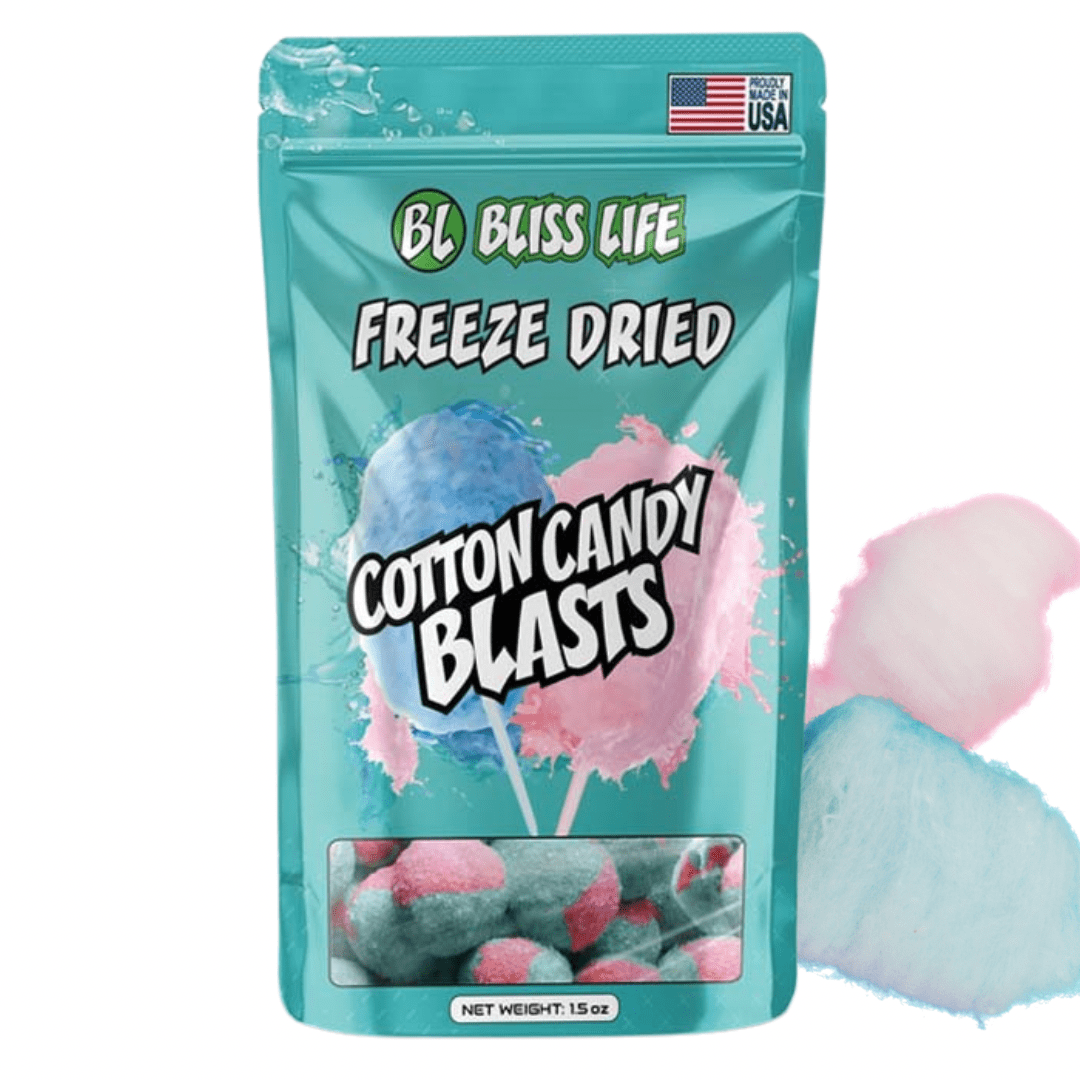 PROUDLY
MADE IN
USA
BL BLISS LIFE
FREEZE DRIED
COTTON CANDY
BLASTS
NET WEIGHT: 1.5 oz